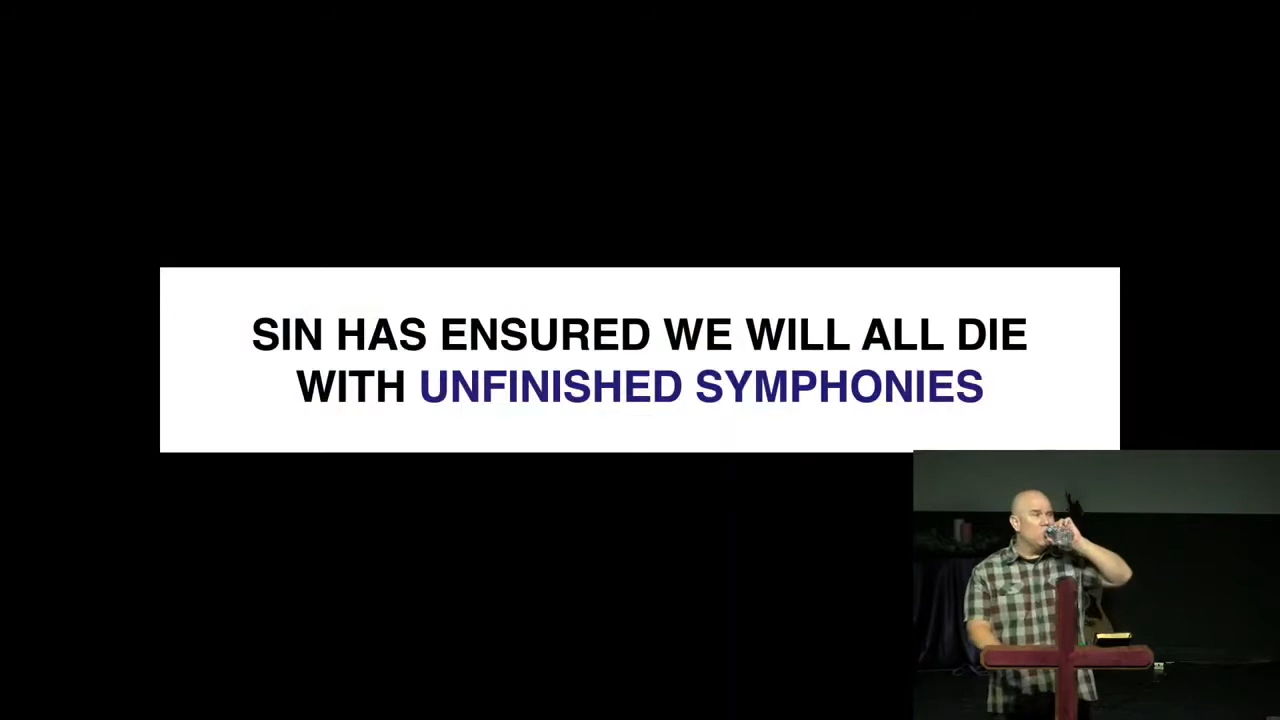 SIN HAS ENSURED WE WILL ALL DIE
WITH UNFINISHED SYMPHONIES